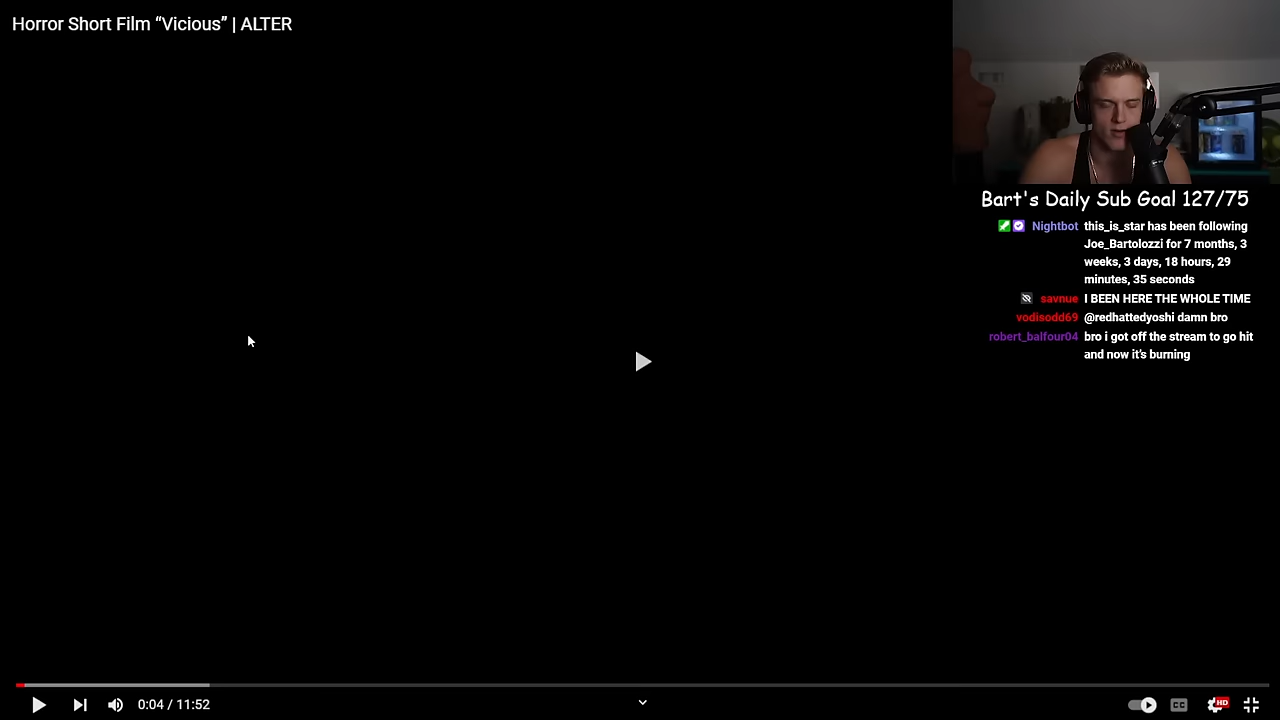 Horror Short Film “Vicious” | ALTER
Bart's Daily Sub Goal 127/75
Nightbot this_is_star has been following
Joe_Bartolozzi for 7 months, 3
weeks, 3 days, 18 hours, 29
minutes, 35 seconds
savnue I BEEN HERE THE WHOLE TIME
vodisodd69 @redhattedyoshi damn bro
robert_balfour04 bro i got off the stream to go hit
and now it’s burning
0:04 / 11:52
CC
HD